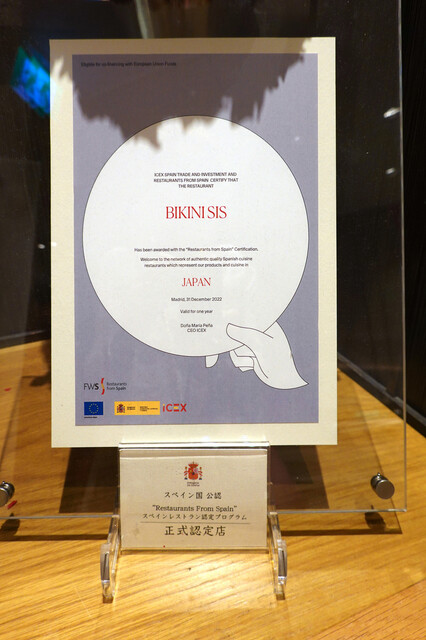 Eligible for co-financing with European Union Funds
ICEX SPAIN TRADE AND INVESTMENT AND
RESTAURANTS FROM SPAIN CERTIFY THAT
THE RESTAURANT
BIKINI SIS
Has been awarded with the "Restaurants from Spain" Certification.
Welcome to the network of authentic quality Spanish cuisine
restaurants which represent our products and cuisine in
JAPAN
Madrid, 31 December 2022
Valid for one year
Doña María Peña
CEO ICEX
FWS Restaurants
from Spain
ICEX
スペイン国 公認
"Restaurants From Spain"
スペインレストラン認定プログラム
正式認定店